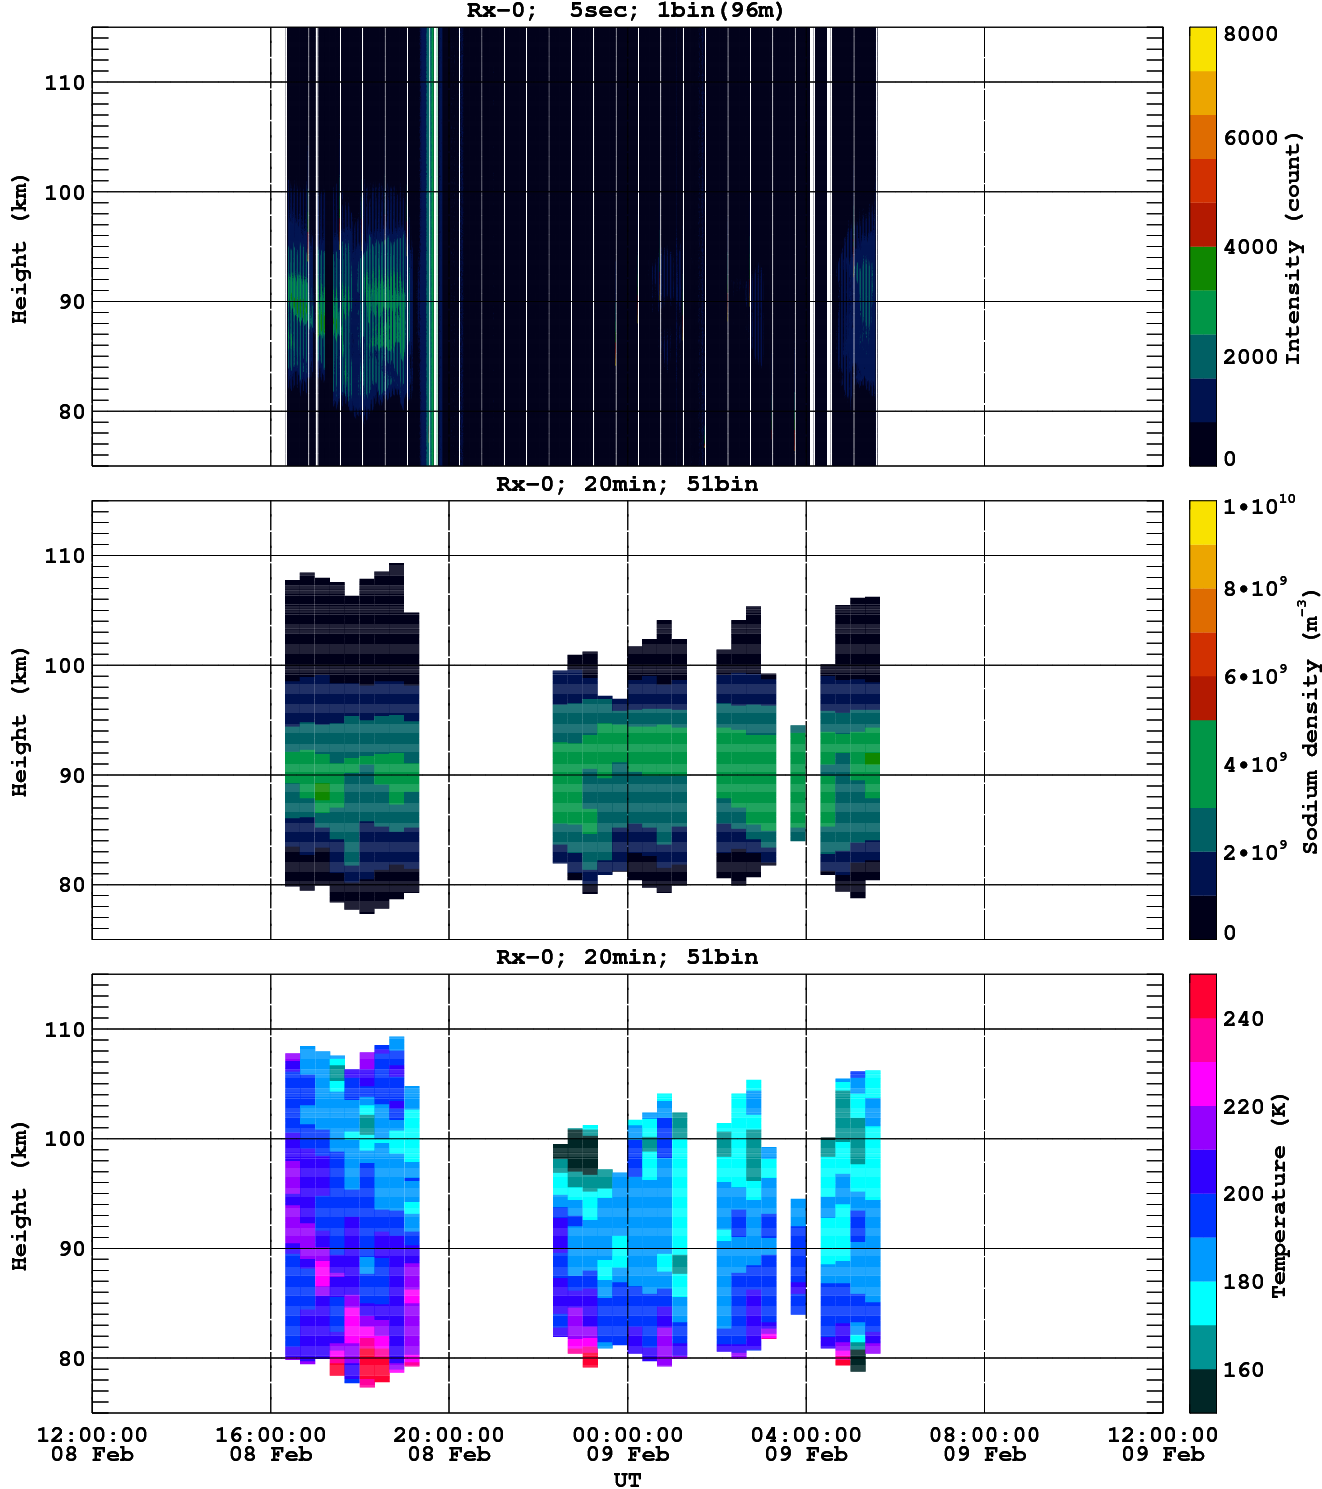 Rx-0;  5sec; 1bin(96m)
110
100
90
80
Height (km)
8000
6000
4000
2000
0
Intensity (count)
Rx-0; 20min; 51bin
110
100
90
80
Height (km)
1•10¹⁰
8•10⁹
6•10⁹
4•10⁹
2•10⁹
0
Sodium density (m⁻³)
Rx-0; 20min; 51bin
110
100
90
80
Height (km)
240
220
200
180
160
Temperature (K)
12:00:00 16:00:00 20:00:00 00:00:00 04:00:00 08:00:00 12:00:00
08 Feb 08 Feb 08 Feb 09 Feb 09 Feb 09 Feb 09 Feb
UT